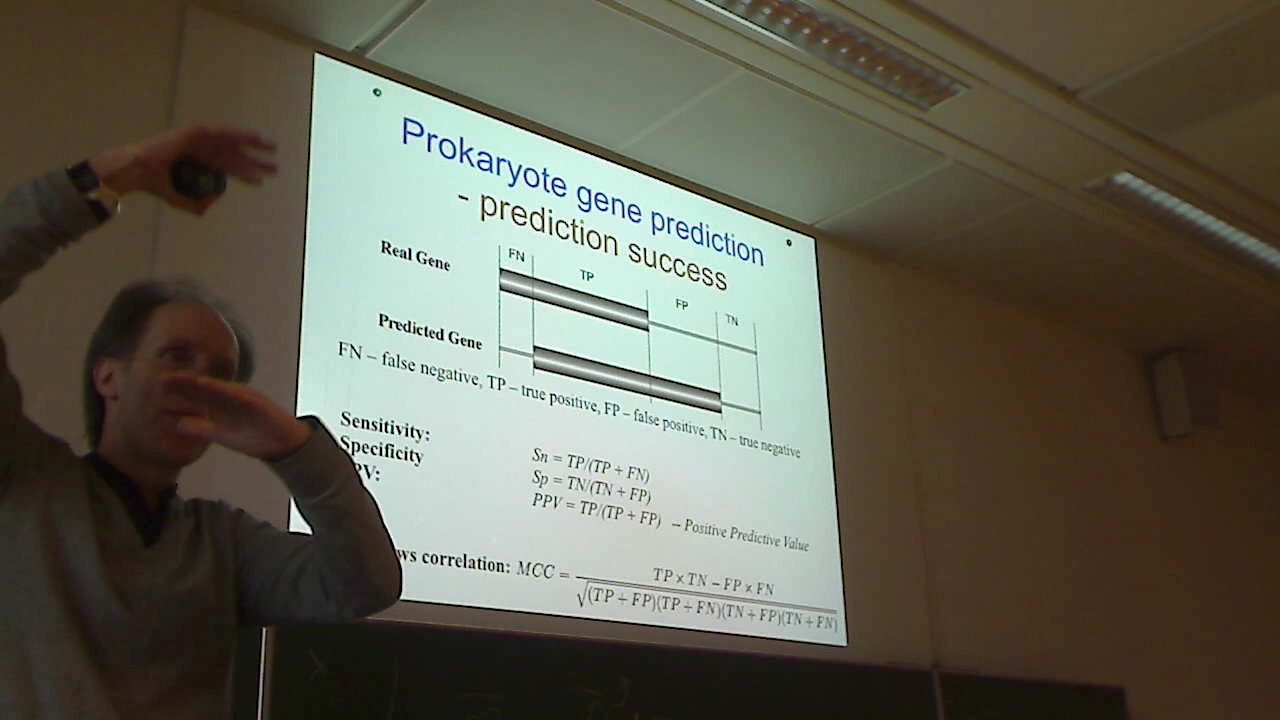 Prokaryote gene prediction
- prediction success
FN
TP
FP
TN
Real Gene
Predicted Gene
FN – false negative, TP – true positive, FP – false positive, TN – true negative
Sensitivity: Sn = TP/(TP + FN)
Specificity Sp = TN/(TN + FP)
PV: PPV = TP/(TP + FP) – Positive Predictive Value
ws correlation: MCC = TP × TN – FP × FN
√(TP + FP)(TP + FN)(TN + FP)(TN + FN)